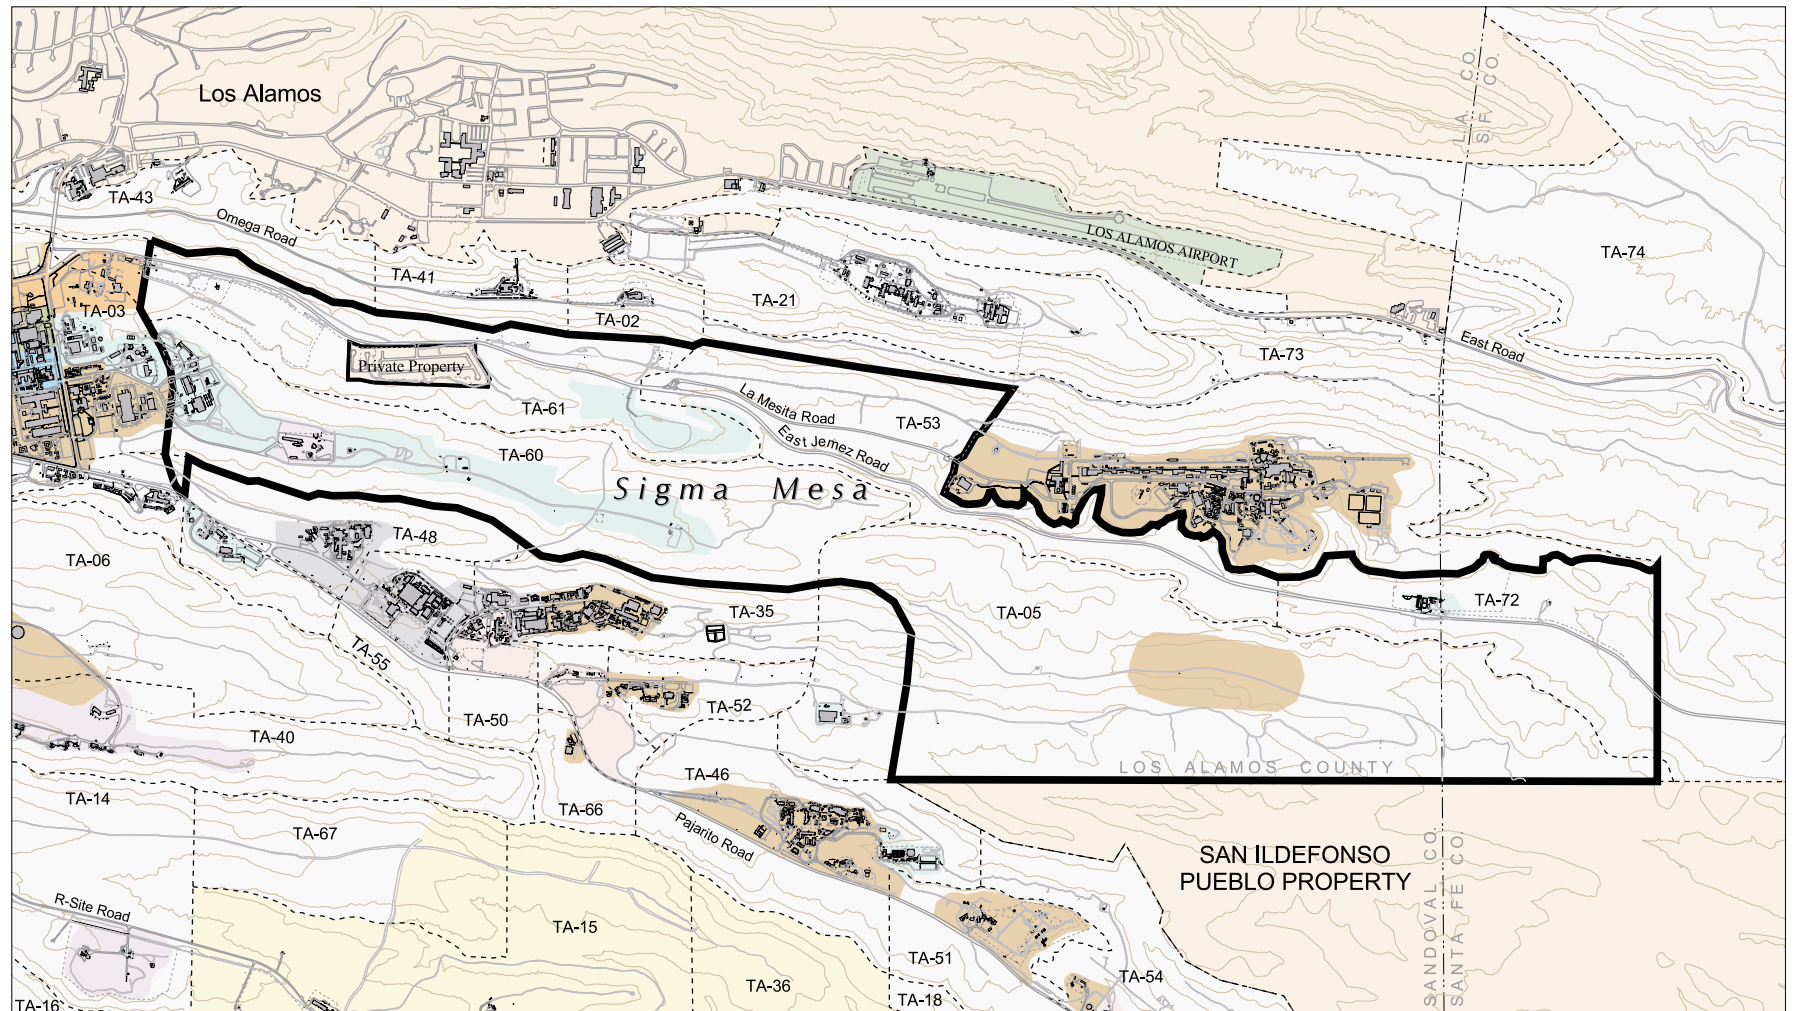 Los Alamos
LA CO.
SF CO.
TA-43
Omega Road
LOS ALAMOS AIRPORT
TA-74
TA-41
TA-21
TA-03
TA-02
East Road
TA-73
Private Property
La Mesita Road
TA-61
TA-53
East Jemez Road
TA-60
Sigma Mesa
TA-48
TA-06
TA-72
TA-35
TA-05
TA-55
TA-50
TA-52
TA-40
LOS ALAMOS COUNTY
TA-46
TA-14
TA-66
TA-67
Pajarito Road
SAN ILDEFONSO
PUEBLO PROPERTY
R-Site Road
TA-15
SANDOVAL CO.
SANTA FE CO.
TA-51
TA-54
TA-36
TA-18
TA-16